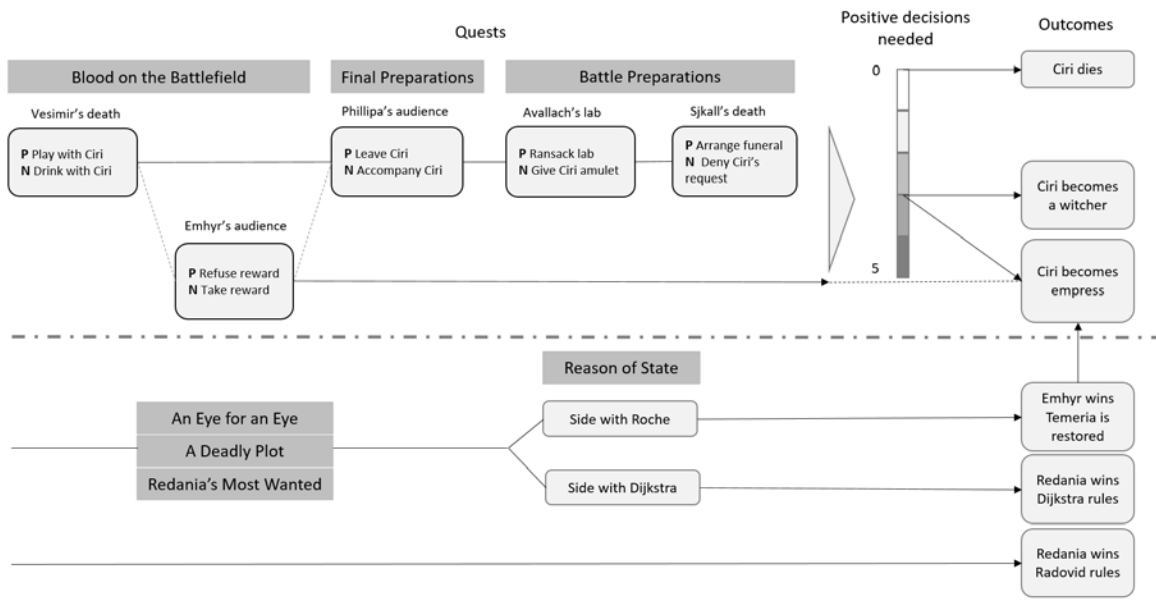 Quests
Positive decisions
needed
Outcomes
Blood on the Battlefield
Final Preparations
Battle Preparations
0
Ciri dies
Vesimir's death
Phillipa's audience
Avallach's lab
Sjkall's death
P Play with Ciri
N Drink with Ciri
P Leave Ciri
N Accompany Ciri
P Ransack lab
N Give Ciri amulet
P Arrange funeral
N Deny Ciri's
request
Ciri becomes
a witcher
Emhyr's audience
P Refuse reward
N Take reward
5
Ciri becomes
empress
Reason of State
An Eye for an Eye
A Deadly Plot
Redania's Most Wanted
Side with Roche
Emhyr wins
Temeria is
restored
Side with Dijkstra
Redania wins
Dijkstra rules
Redania wins
Radovid rules